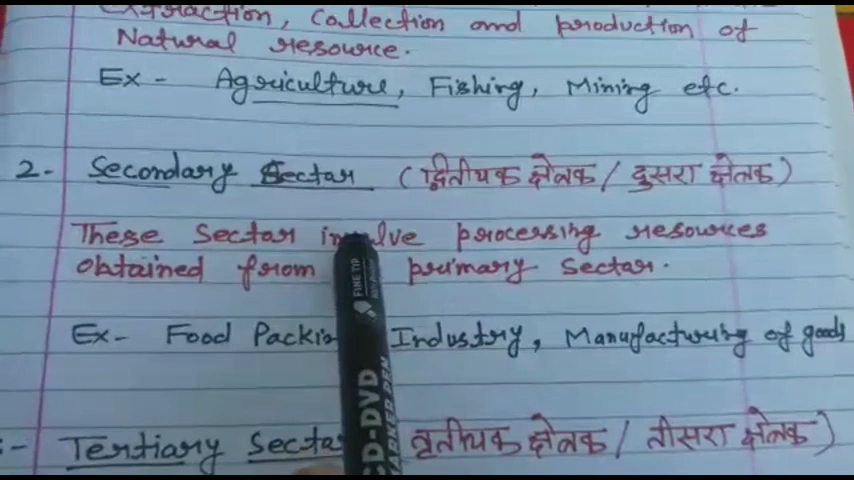 Extraction, Collection and production of
Natural resource.
Ex - Agriculture, Fishing, Mining etc.
2- Secondary Sector (द्वितीयक क्षेत्रक / दुसरा क्षेत्रक)
These Sector involve processing resources
obtained from primary Sector.
Ex- Food Packing Industry, Manufacturing of goods
:- Tertiary Sector तृतीयक क्षेत्रक / तीसरा क्षेत्रक)
FINE TIP
CD-DVD
MARKER PEN